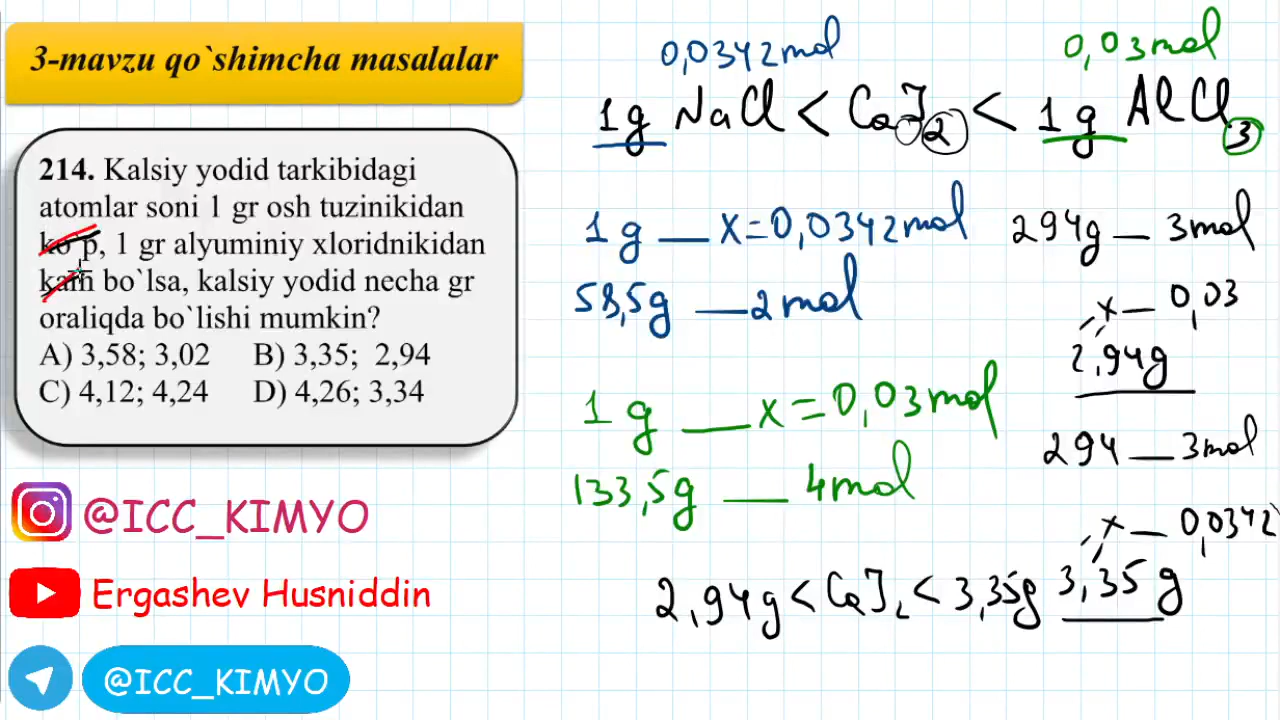 3-mavzu qo`shimcha masalalar
214. Kalsiy yodid tarkibidagi
atomlar soni 1 gr osh tuzinikidan
ko`p, 1 gr alyuminiy xloridnikidan
kam bo`lsa, kalsiy yodid necha gr
oraliqda bo`lishi mumkin?
A) 3,58; 3,02 B) 3,35; 2,94
C) 4,12; 4,24 D) 4,26; 3,34
@ICC_KIMYO
Ergashev Husniddin
@ICC_KIMYO
0,0342mol 0,03mol
1g NaCl < CaJ2 < 1g AlCl3
1g — x=0,0342mol
58,5g — 2mol
1g — x=0,03mol
133,5g — 4mol
294g — 3mol
x — 0,03
2,94g
294 — 3mol
x — 0,0342
3,35g
2,94g < CaJ2 < 3,35g